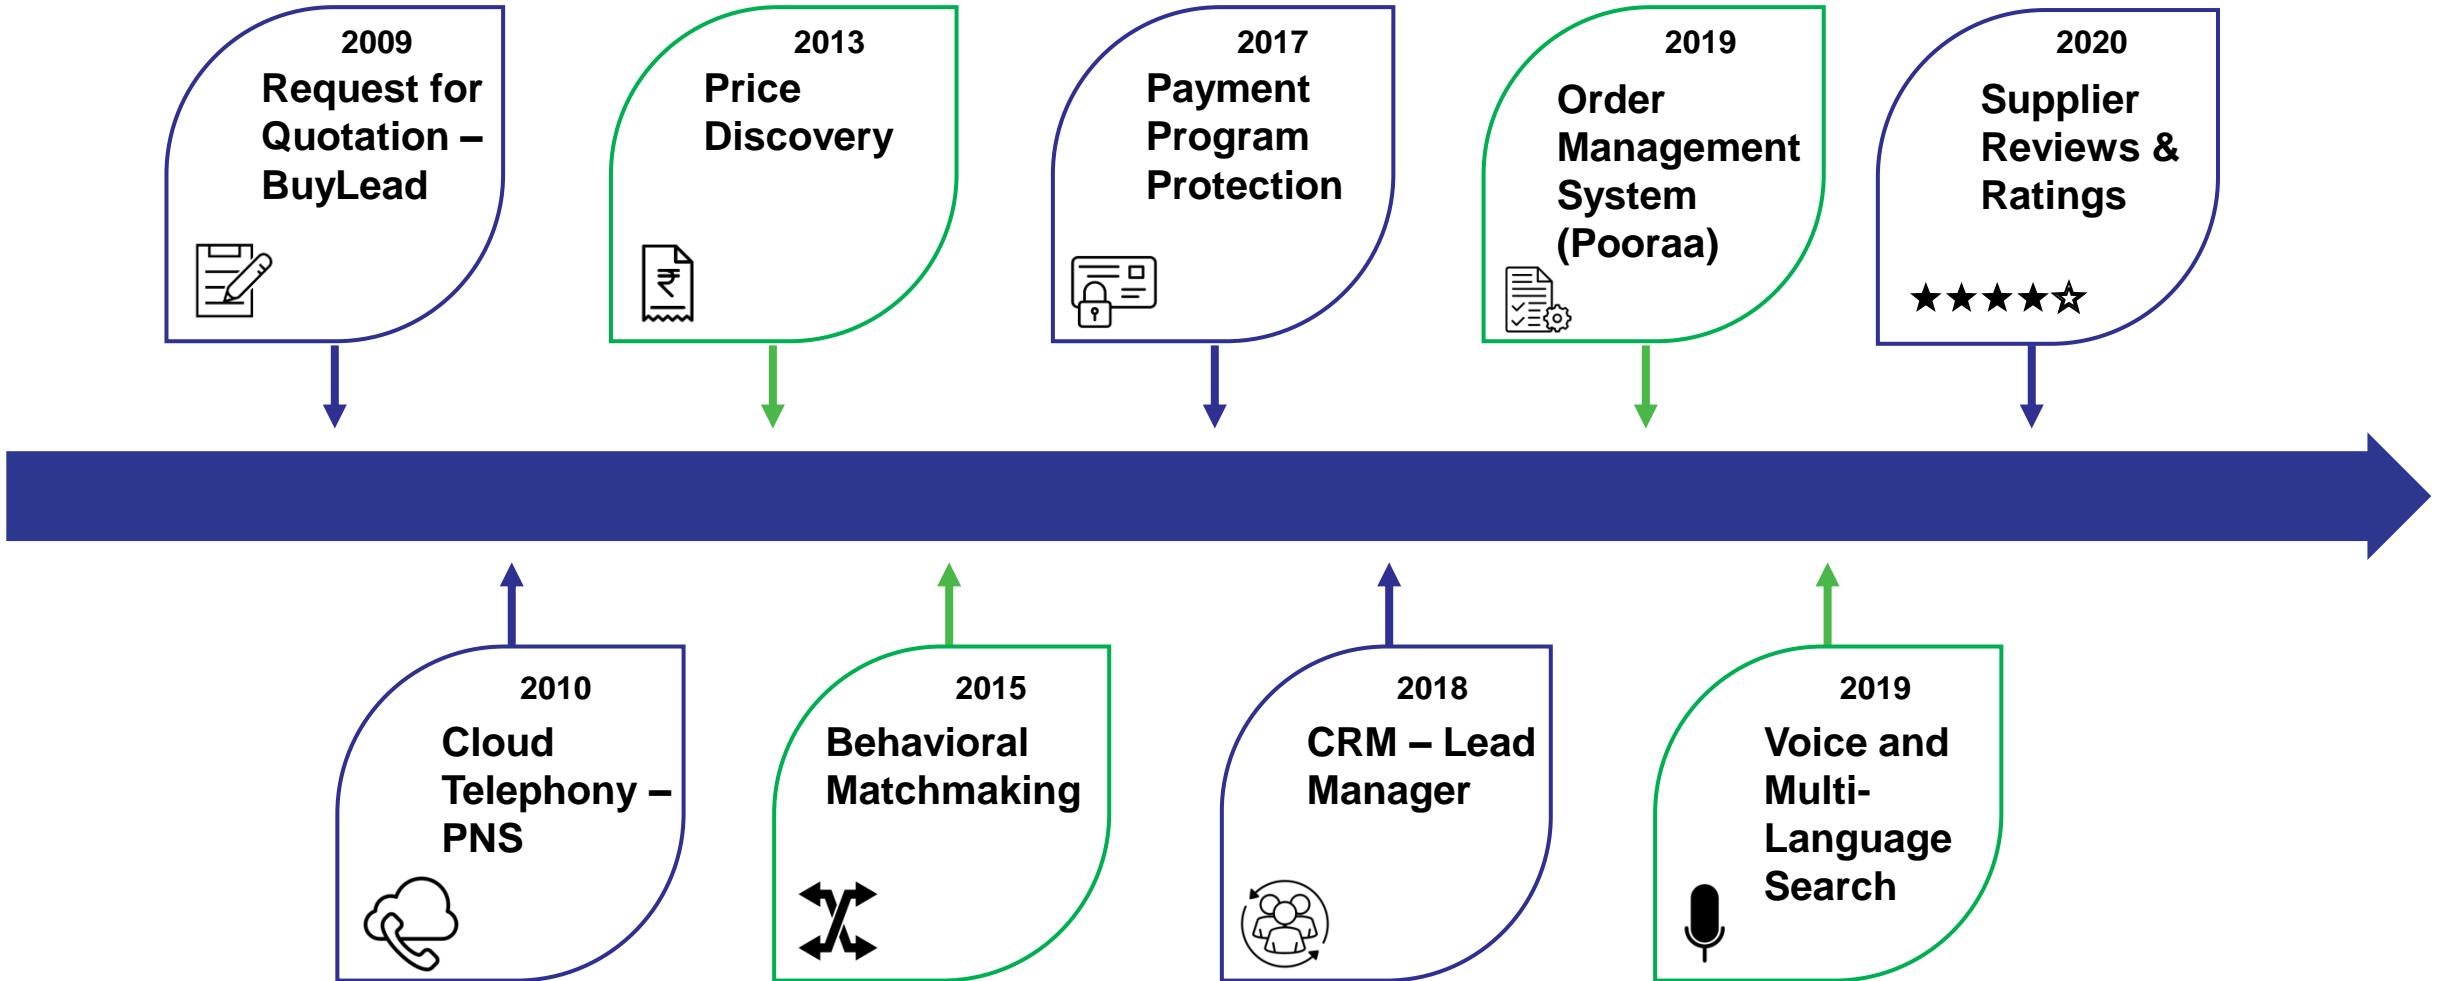 2009
Request for
Quotation –
BuyLead
2013
Price
Discovery
2017
Payment
Program
Protection
2019
Order
Management
System
(Pooraa)
2020
Supplier
Reviews &
Ratings
₹
2010
Cloud
Telephony –
PNS
2015
Behavioral
Matchmaking
2018
CRM – Lead
Manager
2019
Voice and
Multi-
Language
Search